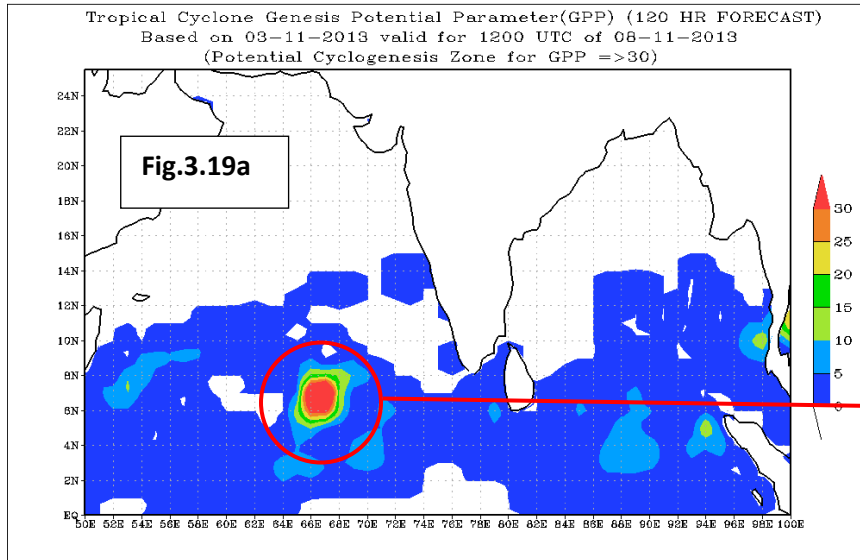 Tropical Cyclone Genesis Potential Parameter(GPP) (120 HR FORECAST)
Based on 03-11-2013 valid for 1200 UTC of 08-11-2013
(Potential Cyclogenesis Zone for GPP =>30)
Fig.3.19a
24N
22N
20N
18N
16N
14N
12N
10N
8N
6N
4N
2N
EQ
50E 52E 54E 56E 58E 60E 62E 64E 66E 68E 70E 72E 74E 76E 78E 80E 82E 84E 86E 88E 90E 92E 94E 96E 98E 100E
30
25
20
15
10
5
0